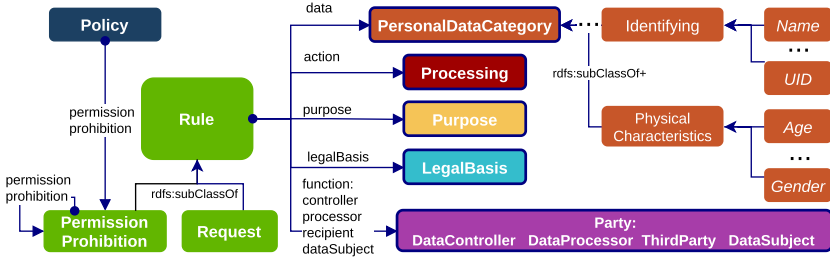 Policy
data
PersonalDataCategory
Identifying
Name
...
UID
action
Processing
rdfs:subClassOf+
permission
prohibition
Rule
purpose
Purpose
Physical
Characteristics
Age
...
Gender
legalBasis
LegalBasis
permission
prohibition
rdfs:subClassOf
function:
controller
processor
recipient
dataSubject
Permission
Prohibition
Request
Party:
DataController DataProcessor ThirdParty DataSubject